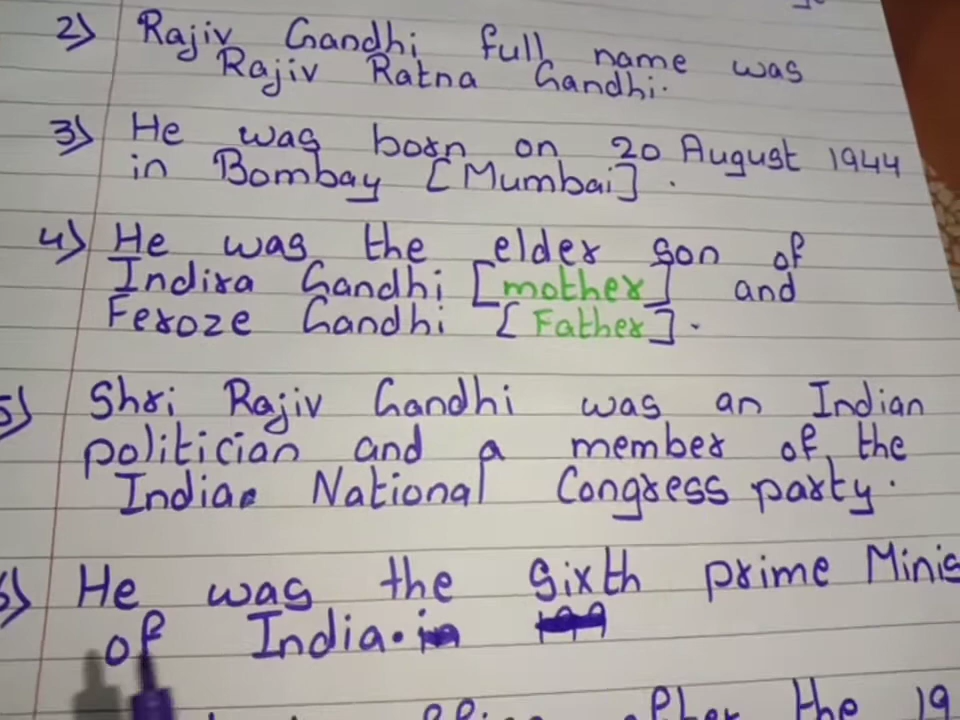 2) Rajiv Gandhi full name was
Rajiv Ratna Gandhi.
3) He was born on 20 August 1944
in Bombay [Mumbai].
4) He was the elder son of
Indira Gandhi [mother] and
Feroze Gandhi [Father].
5) Shri Rajiv Gandhi was an Indian
politician and a member of the
Indian National Congress party.
6) He was the sixth prime Minis
of India.
after the 19